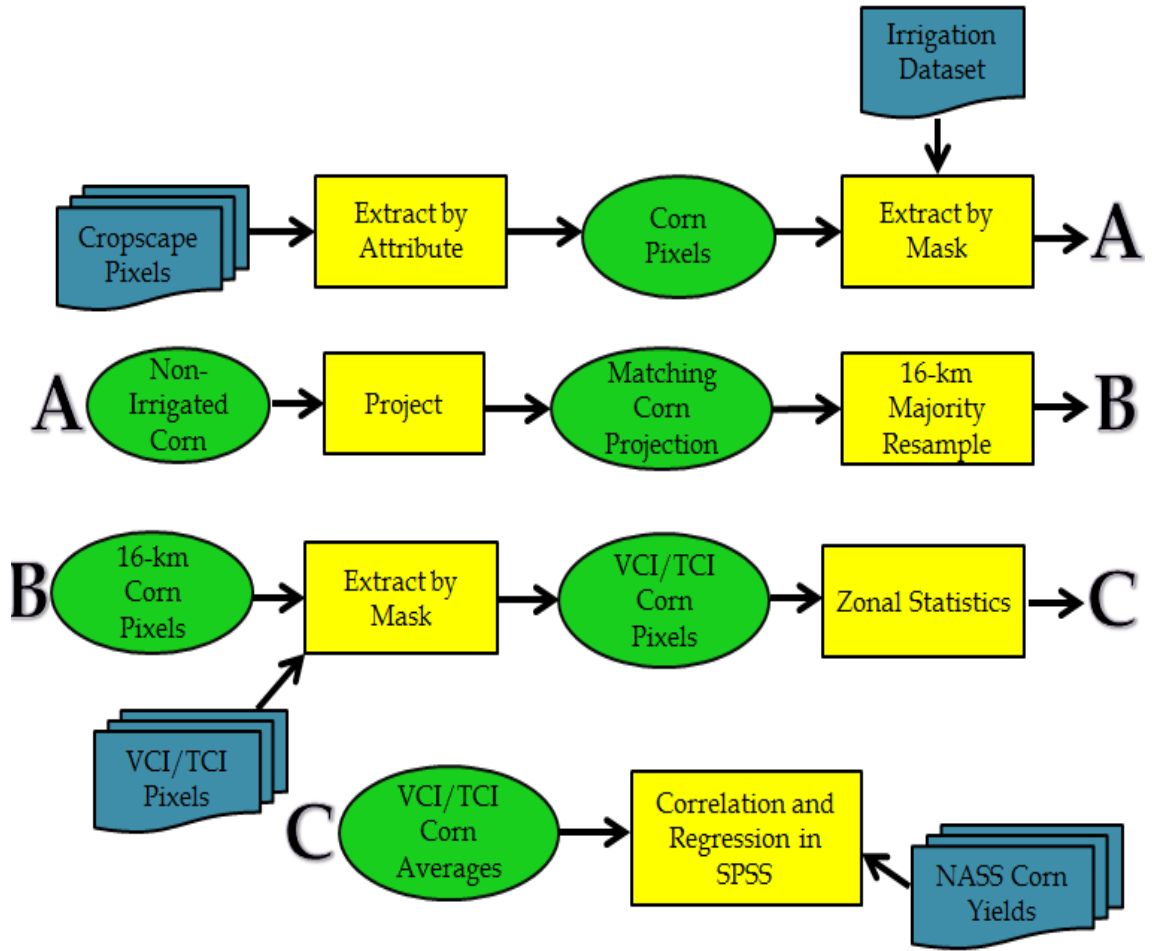 Irrigation
Dataset
Cropscape
Pixels
Extract by
Attribute
Corn
Pixels
Extract by
Mask
A
A
Non-
Irrigated
Corn
Project
Matching
Corn
Projection
16-km
Majority
Resample
B
B
16-km
Corn
Pixels
Extract by
Mask
VCI/TCI
Corn
Pixels
Zonal Statistics
C
VCI/TCI
Pixels
C
VCI/TCI
Corn
Averages
Correlation and
Regression in
SPSS
NASS Corn
Yields